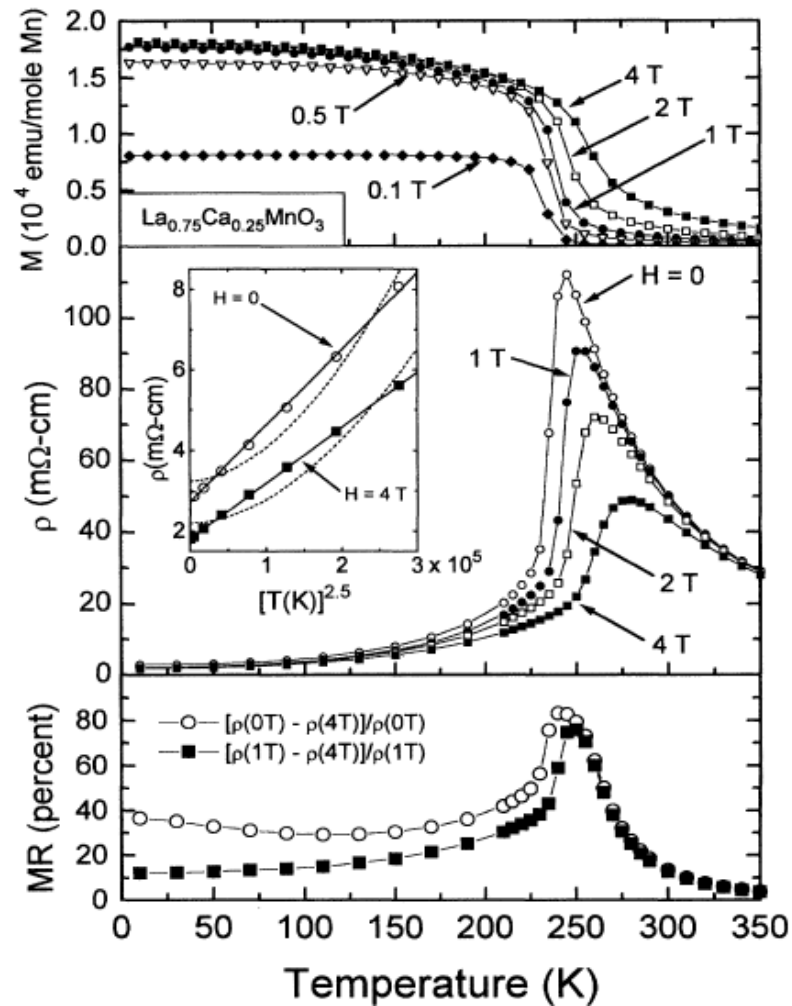 2.0
1.5
1.0
0.5
0.0
M (10⁴ emu/mole Mn)
4 T
2 T
1 T
0.5 T
0.1 T
La₀.₇₅Ca₀.₂₅MnO₃
100
80
60
40
20
0
ρ (mΩ-cm)
H = 0
1 T
2 T
4 T
8
6
4
2
ρ(mΩ-cm)
H = 0
H = 4 T
0 1 2 3 x 10⁵
[T(K)]²·⁵
80
60
40
20
0
MR (percent)
[ρ(0T) - ρ(4T)]/ρ(0T)
[ρ(1T) - ρ(4T)]/ρ(1T)
0 50 100 150 200 250 300 350
Temperature (K)